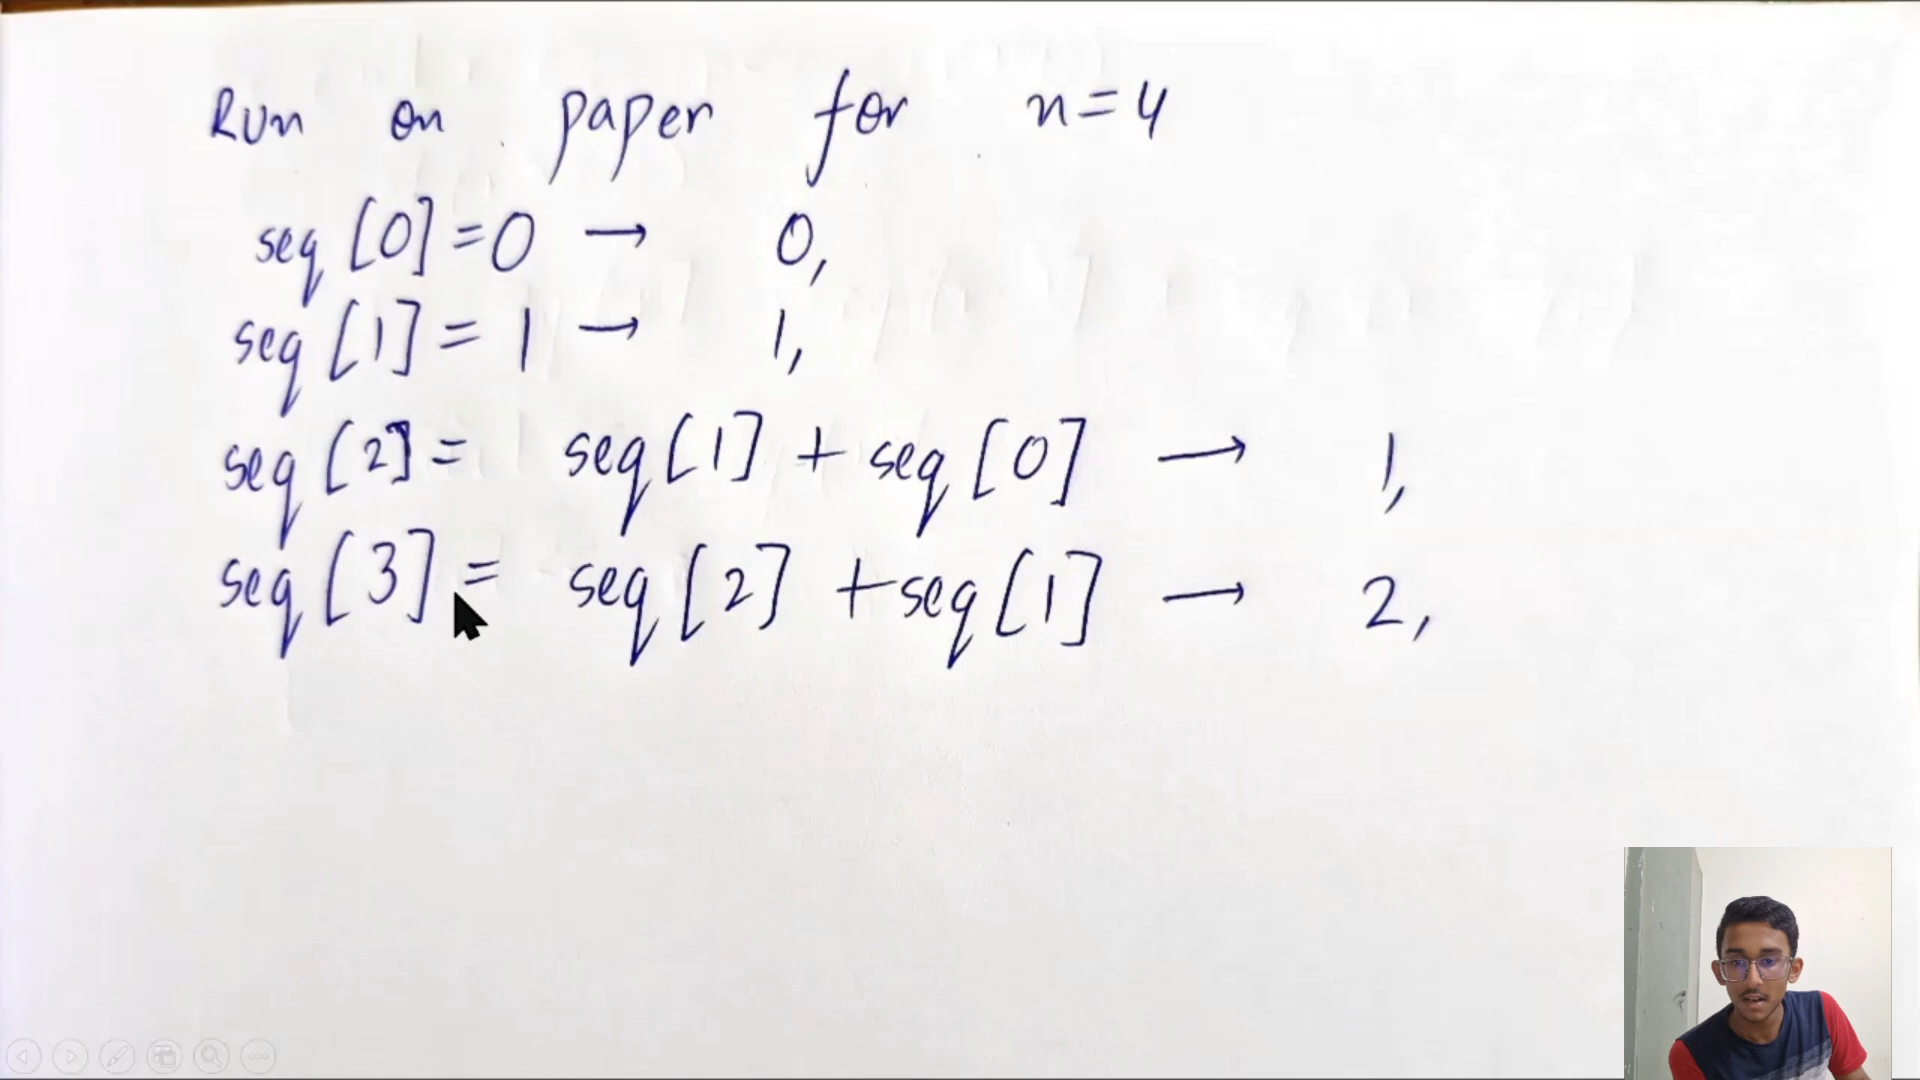 Run on paper for n=4
seq [0] = 0 → 0,
seq [1] = 1 → 1,
seq [2] = seq [1] + seq [0] → 1,
seq [3] = seq [2] + seq [1] → 2,